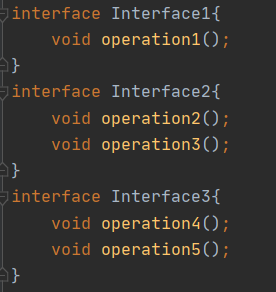 interface Interface1{
    void operation1();
}
interface Interface2{
    void operation2();
    void operation3();
}
interface Interface3{
    void operation4();
    void operation5();
}